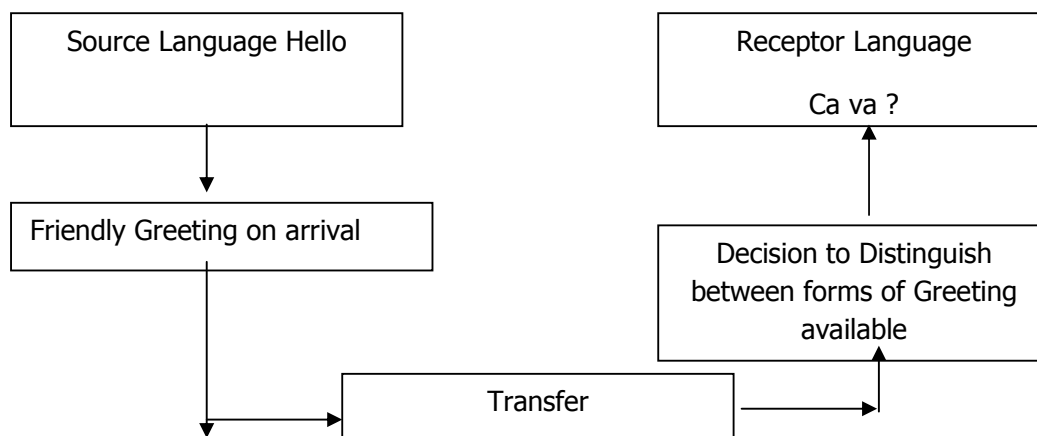 Source Language Hello
Receptor Language
Ca va ?
Friendly Greeting on arrival
Decision to Distinguish
between forms of Greeting
available
Transfer